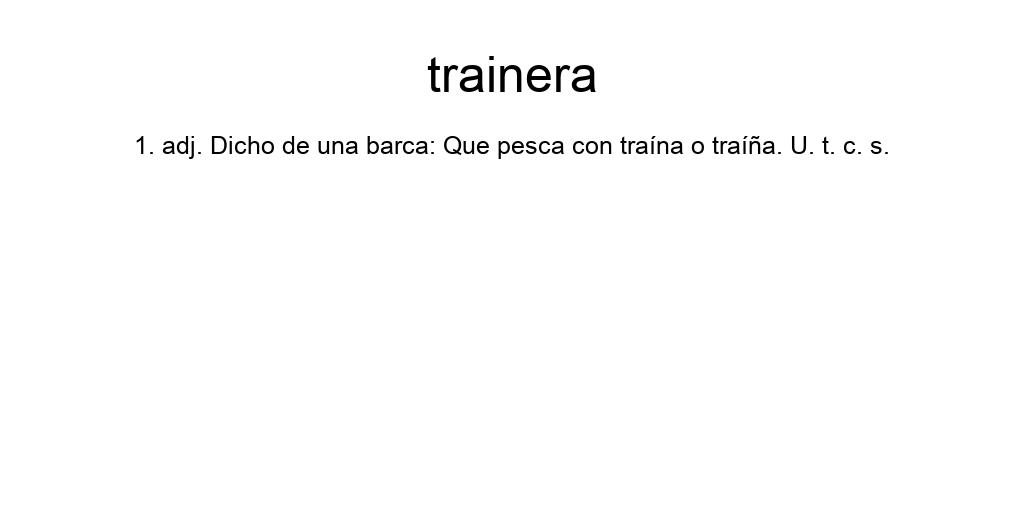 trainera
1. adj. Dicho de una barca: Que pesca con traína o traíña. U. t. c. s.